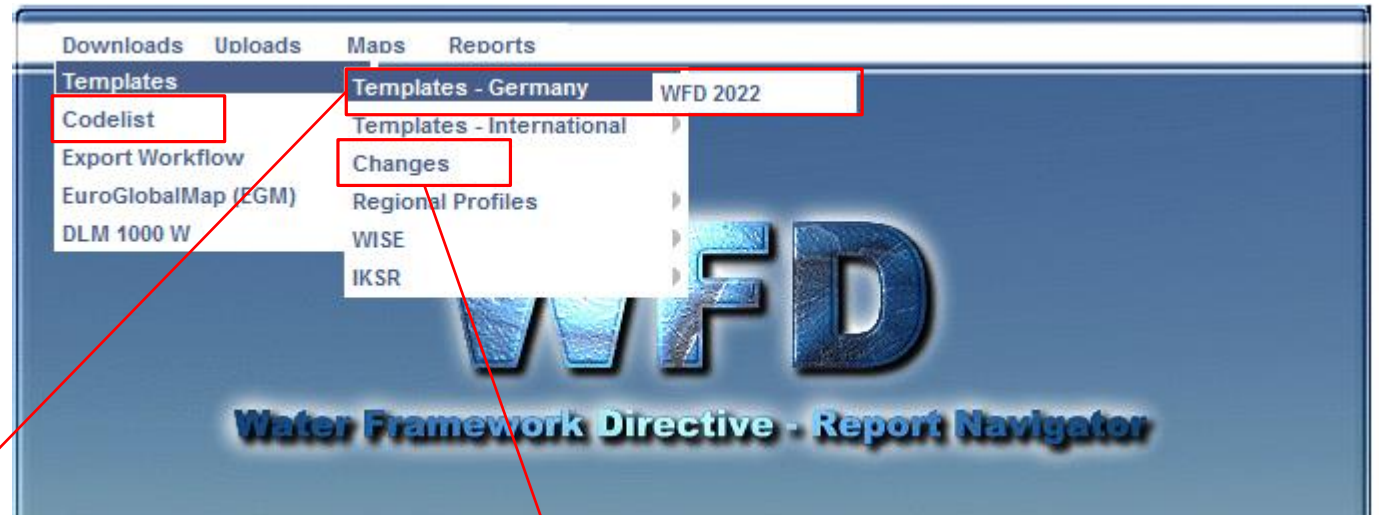 Downloads Uploads Maps Reports
Templates
Codelist
Export Workflow
EuroGlobalMap (EGM)
DLM 1000 W
Templates - Germany
Templates - International
Changes
Regional Profiles
WISE
IKSR
WFD 2022
WFD
Water Framework Directive - Report Navigator